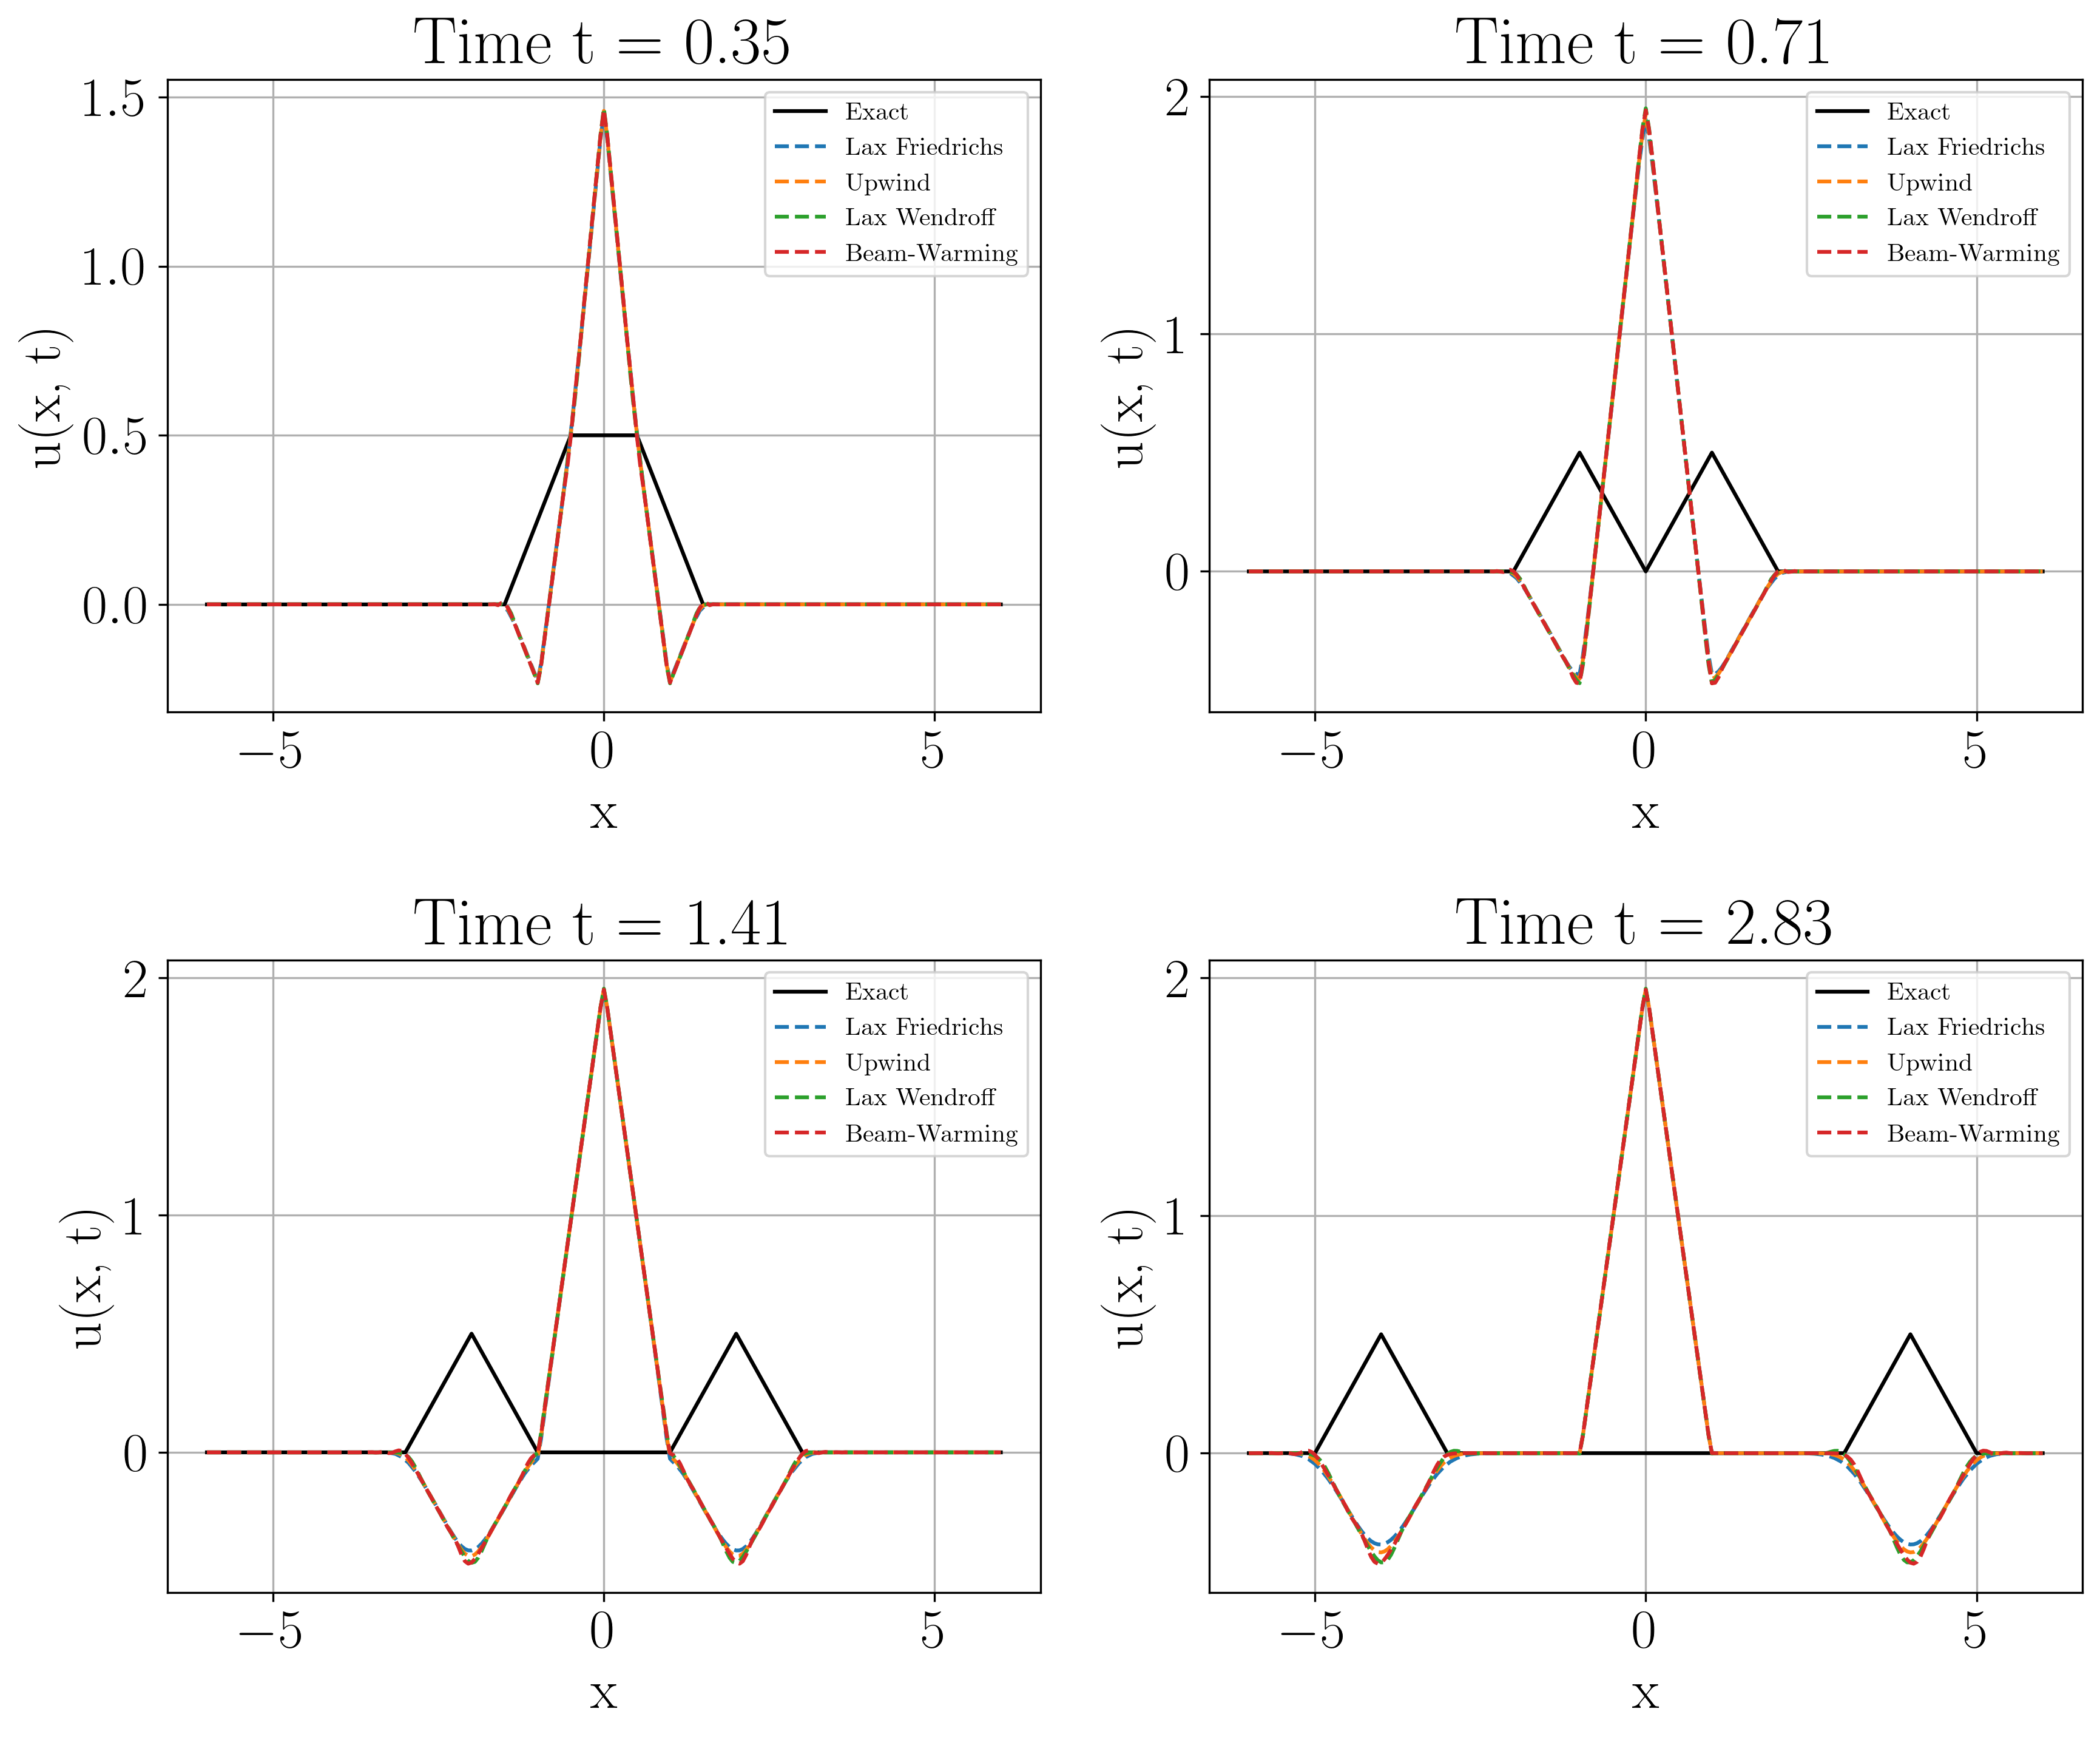 Time t = 0.35
1.5
1.0
0.5
0.0
u(x, t)
−5
0
5
x
Exact
Lax Friedrichs
Upwind
Lax Wendroff
Beam-Warming
Time t = 0.71
2
1
0
u(x, t)
−5
0
5
x
Exact
Lax Friedrichs
Upwind
Lax Wendroff
Beam-Warming
Time t = 1.41
2
1
0
u(x, t)
−5
0
5
x
Exact
Lax Friedrichs
Upwind
Lax Wendroff
Beam-Warming
Time t = 2.83
2
1
0
u(x, t)
−5
0
5
x
Exact
Lax Friedrichs
Upwind
Lax Wendroff
Beam-Warming